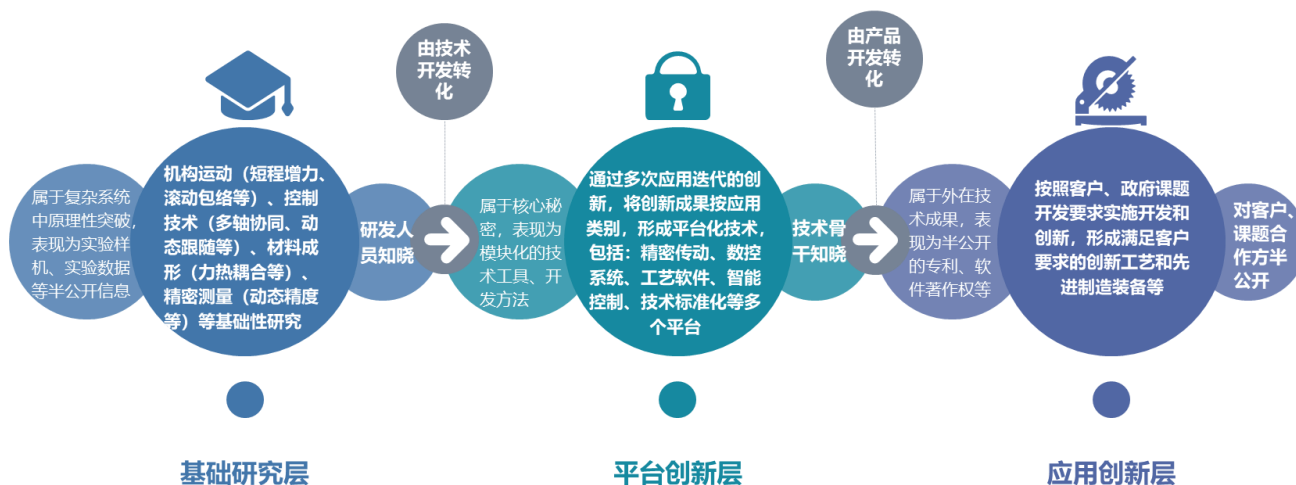 由技术
开发转
化
由产品
开发转
化
属于复杂系统
中原理性突破，
表现为实验样
机、实验数据
等半公开信息
机构运动（短程增力、
滚动包络等）、控制
技术（多轴协同、动
态跟随等）、材料成
形（力热耦合等）、
精密测量（动态精度
等）等基础性研究
研发人
员知晓
属于核心秘
密，表现为
模块化的技
术工具、开
发方法
通过多次应用迭代的创
新，将创新成果按应用
类别，形成平台化技术，
包括：精密传动、数控
系统、工艺软件、智能
控制、技术标准化等多
个平台
技术骨
干知晓
属于外在技
术成果，表
现为半公开
的专利、软
件著作权等
按照客户、政府课题
开发要求实施开发和
创新，形成满足客户
要求的创新工艺和先
进制造装备等
对客户、
课题合
作方半
公开
基础研究层
平台创新层
应用创新层